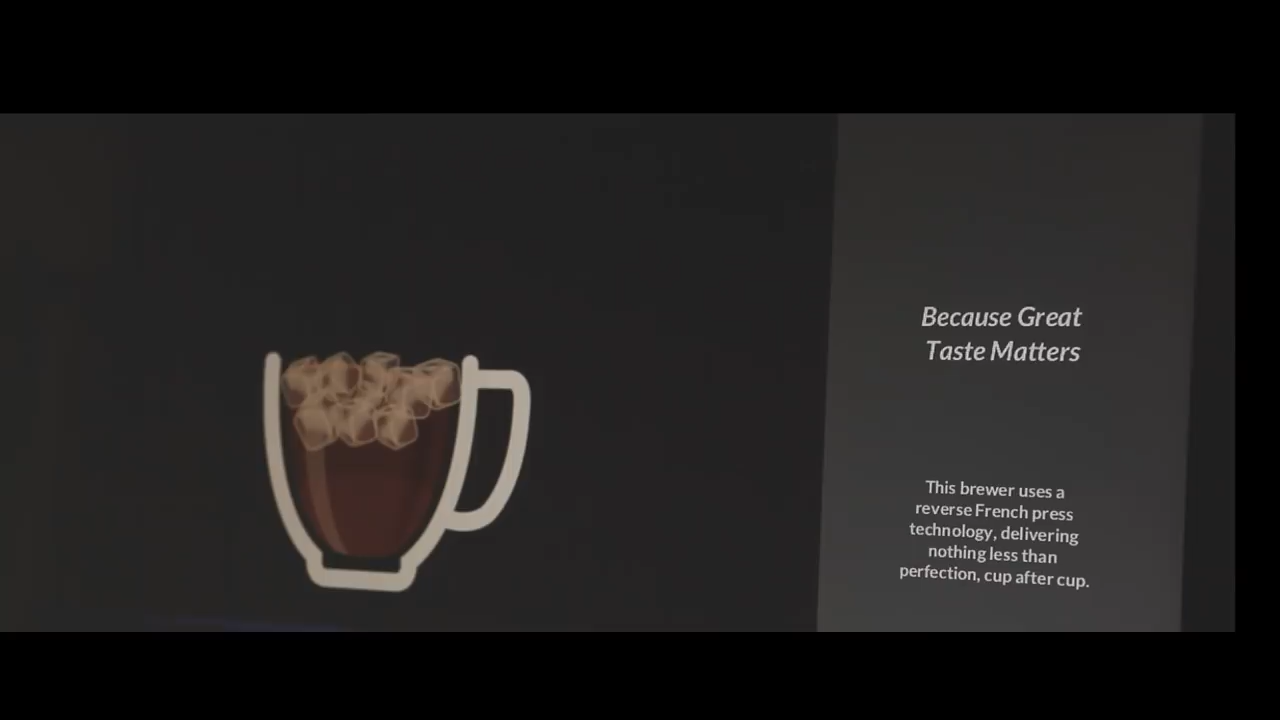 Because Great
Taste Matters
This brewer uses a
reverse French press
technology, delivering
nothing less than
perfection, cup after cup.